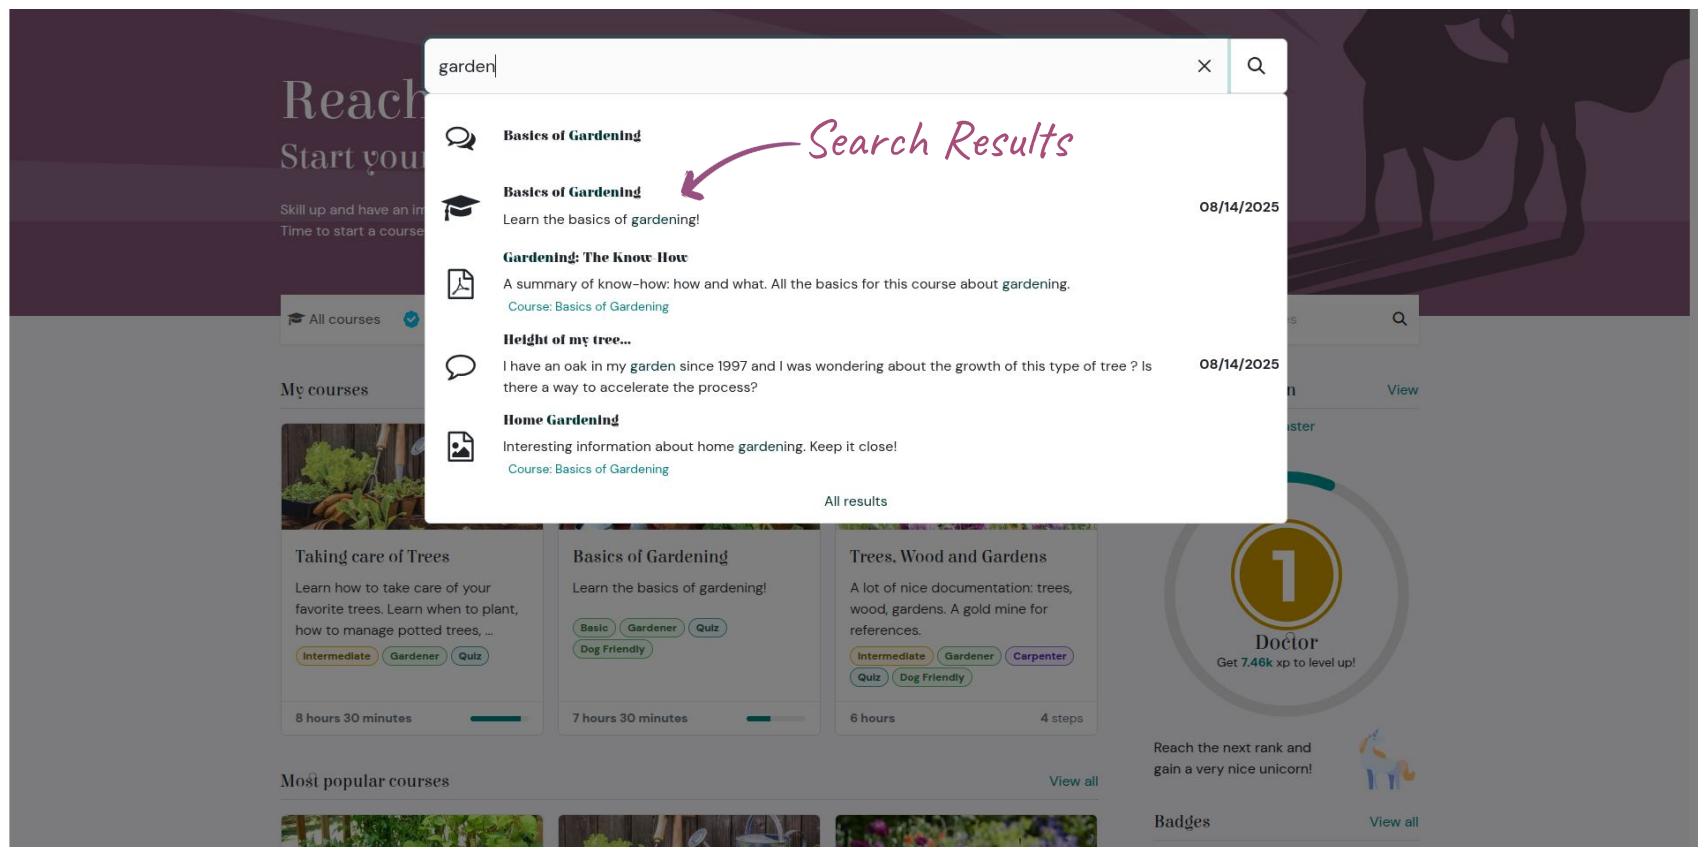 garden
Basics of Gardening
Search Results
Basics of Gardening
Learn the basics of gardening!
08/14/2025
Gardening: The Know-How
A summary of know-how: how and what. All the basics for this course about gardening.
Course: Basics of Gardening
Height of my tree...
I have an oak in my garden since 1997 and I was wondering about the growth of this type of tree ? Is
there a way to accelerate the process?
08/14/2025
Home Gardening
Interesting information about home gardening. Keep it close!
Course: Basics of Gardening
All results
Reach
Start your
Skill up and have an
Time to start a course
All courses
My courses
View
Taking care of Trees
Learn how to take care of your
favorite trees. Learn when to plant,
how to manage potted trees, ...
Intermediate Gardener Quiz
8 hours 30 minutes
Basics of Gardening
Learn the basics of gardening!
Basic Gardener Quiz
Dog Friendly
7 hours 30 minutes
Trees, Wood and Gardens
A lot of nice documentation: trees,
wood, gardens. A gold mine for
references.
Intermediate Gardener Carpenter
Quiz Dog Friendly
6 hours
4 steps
1
Doctor
Get 7.46k xp to level up!
Reach the next rank and
gain a very nice unicorn!
Most popular courses
View all
Badges
View all